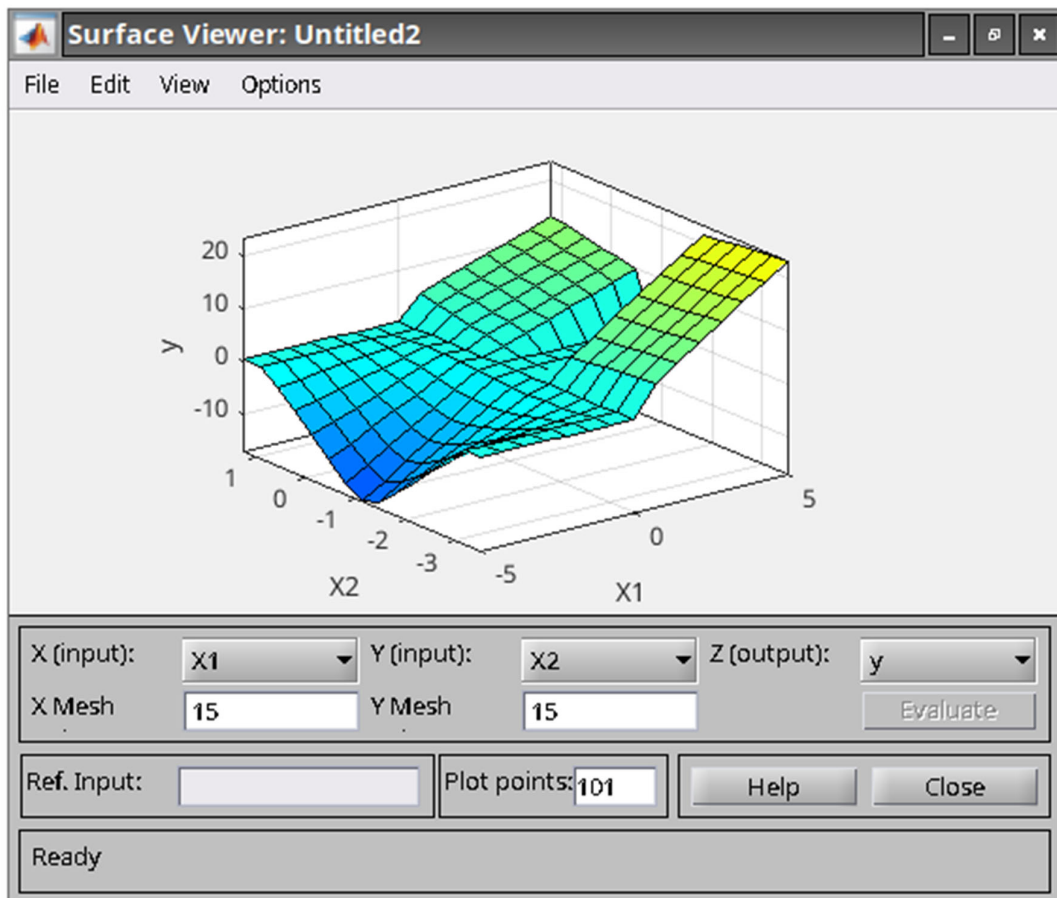 Surface Viewer: Untitled2
File Edit View Options
20
10
0
-10
y
1
0
-1
-2
-3
X2
-5
0
5
X1
X (input): X1 Y (input): X2 Z (output): y
X Mesh 15 Y Mesh 15 Evaluate
Ref. Input: Plot points: 101 Help Close
Ready